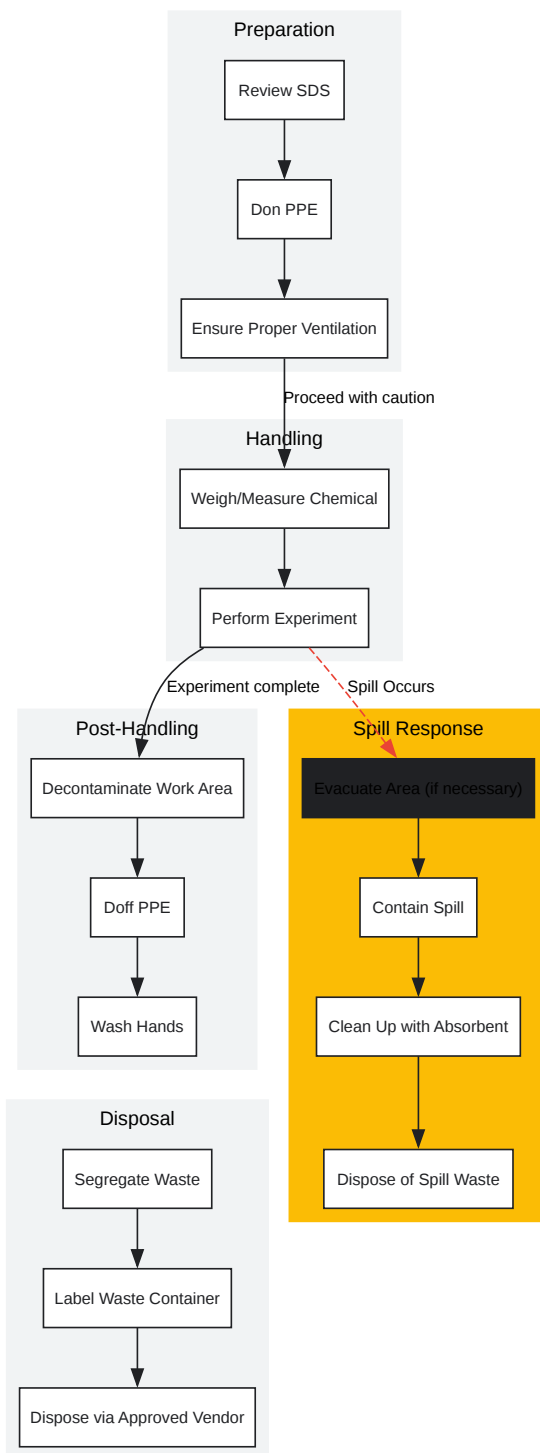 Preparation
Review SDS
Don PPE
Ensure Proper Ventilation
Proceed with caution
Handling
Weigh/Measure Chemical
Perform Experiment
Experiment complete
Spill Occurs
Post-Handling
Decontaminate Work Area
Doff PPE
Wash Hands
Spill Response
Evacuate Area (if necessary)
Contain Spill
Clean Up with Absorbent
Dispose of Spill Waste
Disposal
Segregate Waste
Label Waste Container
Dispose via Approved Vendor